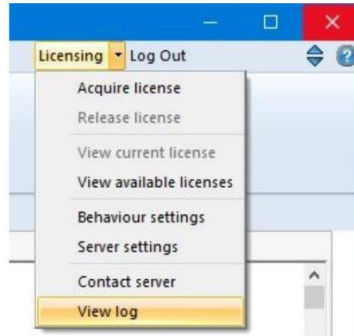 Licensing Log Out
Acquire license
Release license
View current license
View available licenses
Behaviour settings
Server settings
Contact server
View log